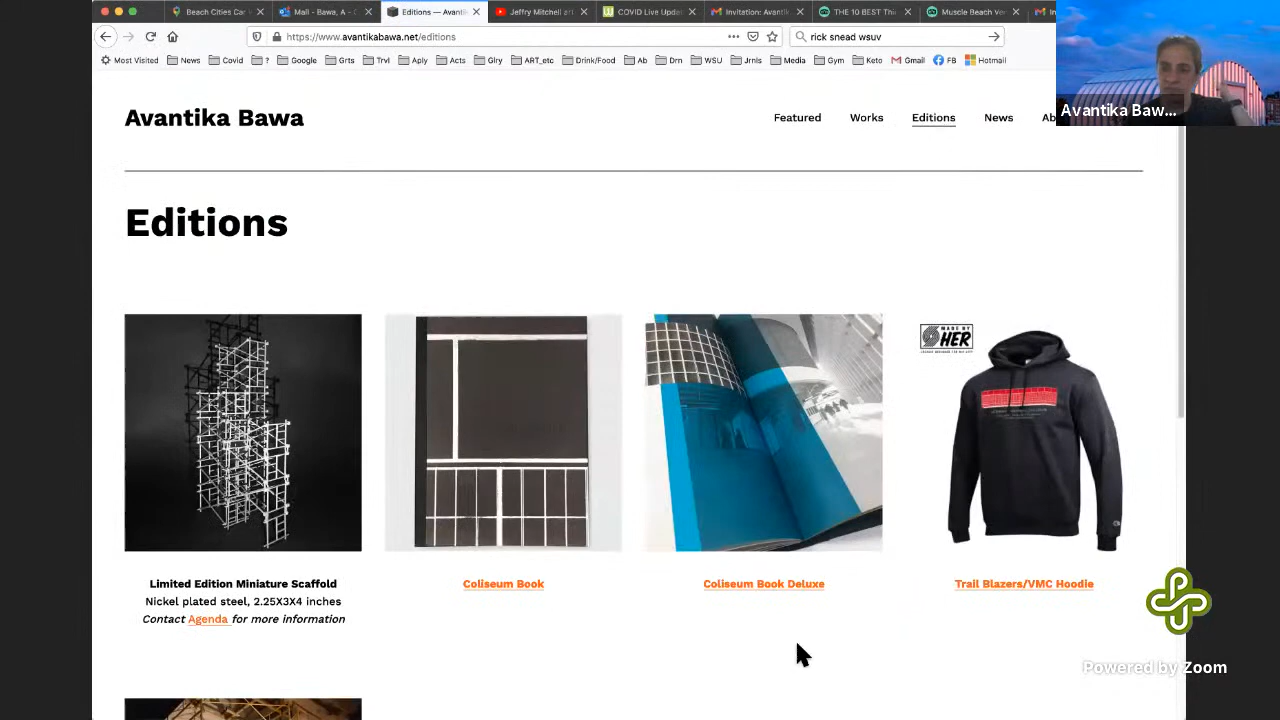 Beach Cities Car
Mail - Bawa, A - 
Editions — Avanti
Jeffry Mitchell ar
COVID Live Upda
Invitation: Avanti
THE 10 BEST Thi
Muscle Beach Ve
https://www.avantikabawa.net/editions
rick snead wsuv
Most Visited
News
Covid
?
Google
Grts
Trvl
Aply
Acts
Glry
ART_etc
Drink/Food
Ab
Drn
WSU
Jrnls
Media
Gym
Keto
Gmail
FB
Hotmail
Avantika Baw...
Avantika Bawa
Featured
Works
Editions
News
Ab
Editions
MADE BY
HER
Limited Edition Miniature Scaffold
Nickel plated steel, 2.25X3X4 inches
Contact Agenda for more information
Coliseum Book
Coliseum Book Deluxe
Trail Blazers/VMC Hoodie
Powered by Zoom